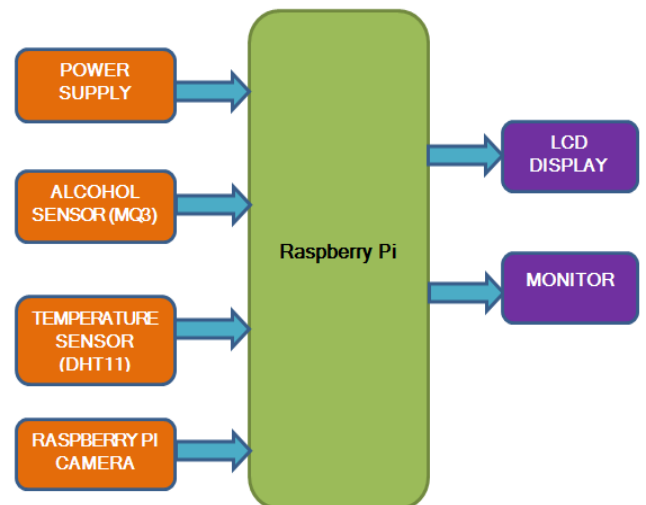 POWER
SUPPLY
ALCOHOL
SENSOR (MQ3)
TEMPERATURE
SENSOR
(DHT11)
RASPBERRY PI
CAMERA
Raspberry Pi
LCD
DISPLAY
MONITOR